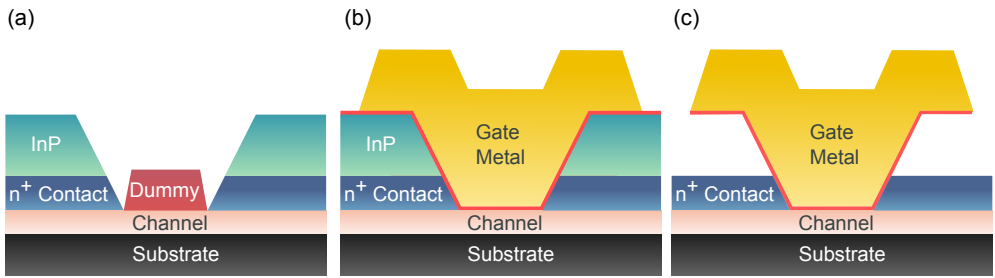 (a)
InP
n+ Contact
Dummy
Channel
Substrate
(b)
Gate
Metal
InP
n+ Contact
Channel
Substrate
(c)
Gate
Metal
n+ Contact
Channel
Substrate